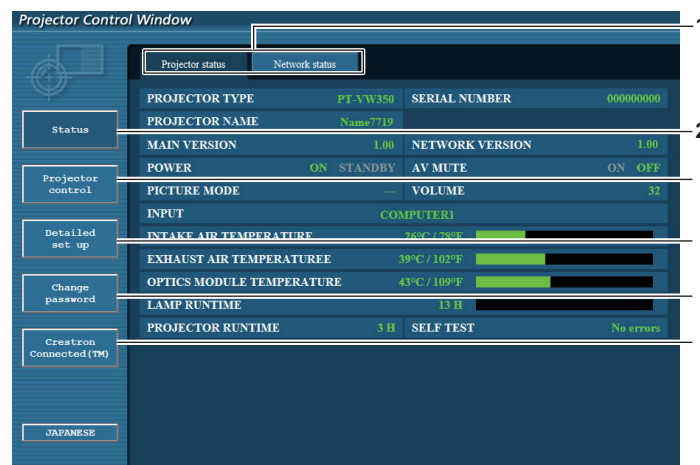 Projector Control Window
1
Projector status Network status
PROJECTOR TYPE PT-VW350 SERIAL NUMBER 000000000
PROJECTOR NAME Name7719
Status
2
MAIN VERSION 1.00 NETWORK VERSION 1.00
POWER ON STANDBY AV MUTE ON OFF
Projector
control
PICTURE MODE — VOLUME 32
INPUT COMPUTER1
Detailed
set up
INTAKE AIR TEMPERATURE 26°C / 78°F
EXHAUST AIR TEMPERATUREE 39°C / 102°F
OPTICS MODULE TEMPERATURE 43°C / 109°F
Change
password
LAMP RUNTIME 13 H
PROJECTOR RUNTIME 3 H SELF TEST No errors
Crestron
Connected(TM)
JAPANESE